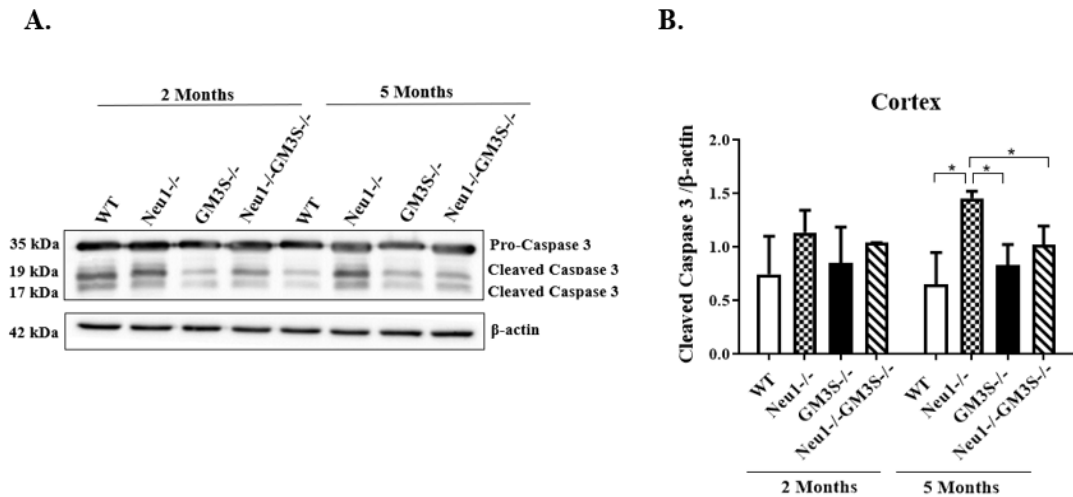 A.
2 Months
5 Months
WT
Neu1-/-
GM3S-/-
Neu1-/-GM3S-/-
WT
Neu1-/-
GM3S-/-
Neu1-/-GM3S-/-
35 kDa
Pro-Caspase 3
19 kDa
Cleaved Caspase 3
17 kDa
Cleaved Caspase 3
42 kDa
β-actin
B.
Cortex
Cleaved Caspase 3 /β-actin
2.0
1.5
1.0
0.5
0.0
*
*
*
WT
Neu1-/-
GM3S-/-
Neu1-/-GM3S-/-
WT
Neu1-/-
GM3S-/-
Neu1-/-GM3S-/-
2 Months
5 Months